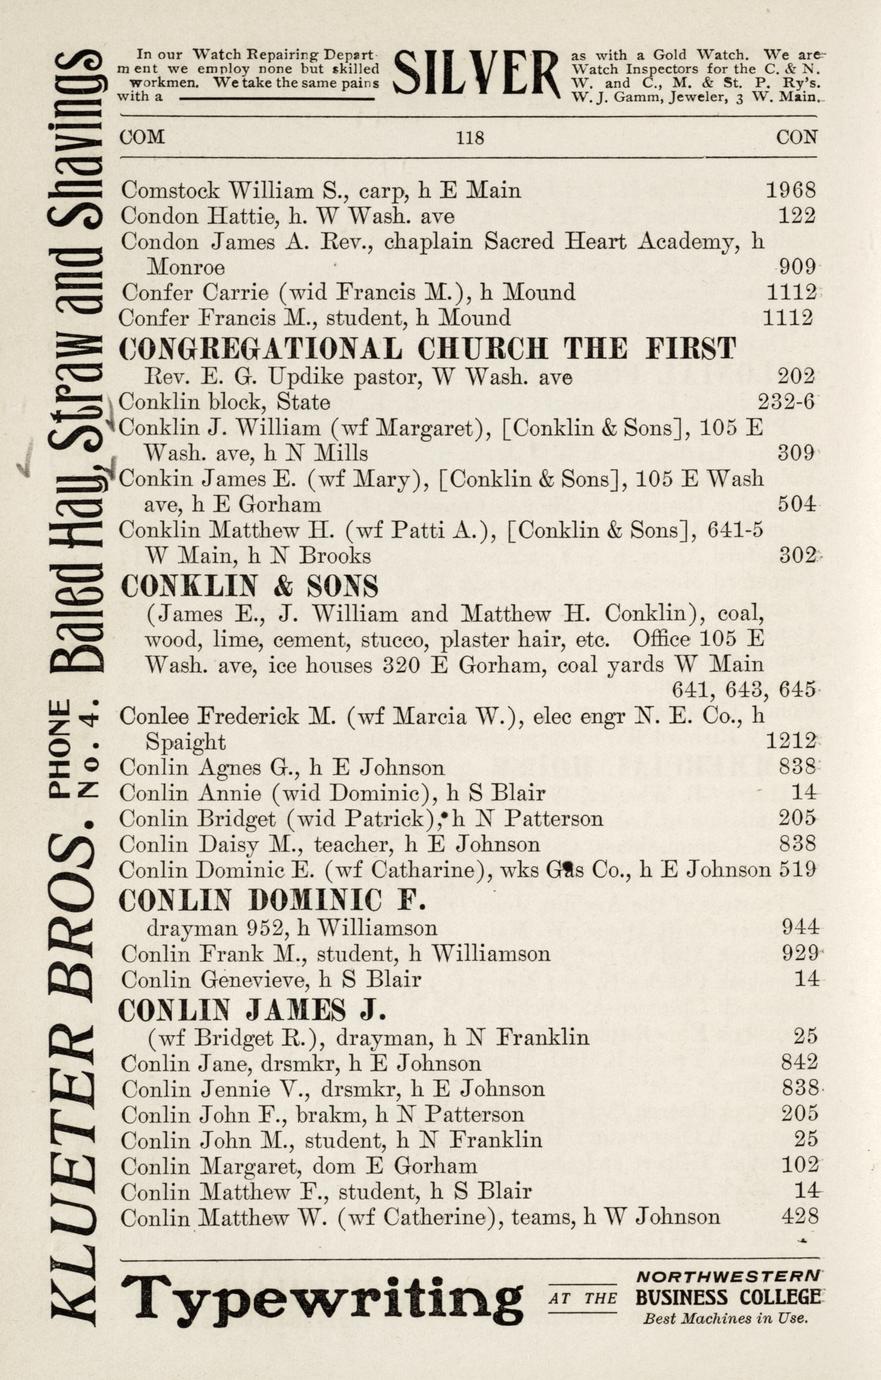 In our Watch Repairing Depart-
ment we employ none but skilled
workmen. We take the same pains
with a
SILVER
as with a Gold Watch. We are
Watch Inspectors for the C. & N.
W. and C., M. & St. P. Ry's.
W. J. Gamm, Jeweler, 3 W. Main.
COM 118 CON
Comstock William S., carp, h E Main 1968
Condon Hattie, h. W Wash. ave 122
Condon James A. Rev., chaplain Sacred Heart Academy, h
Monroe 909
Confer Carrie (wid Francis M.), h Mound 1112
Confer Francis M., student, h Mound 1112
CONGREGATIONAL CHURCH THE FIRST
Rev. E. G. Updike pastor, W Wash. ave 202
Conklin block, State 232-6
Conklin J. William (wf Margaret), [Conklin & Sons], 105 E
Wash. ave, h N Mills 309
Conkin James E. (wf Mary), [Conklin & Sons], 105 E Wash
ave, h E Gorham 504
Conklin Matthew H. (wf Patti A.), [Conklin & Sons], 641-5
W Main, h N Brooks 302
CONKLIN & SONS
(James E., J. William and Matthew H. Conklin), coal,
wood, lime, cement, stucco, plaster hair, etc. Office 105 E
Wash. ave, ice houses 320 E Gorham, coal yards W Main
641, 643, 645
Conlee Frederick M. (wf Marcia W.), elec engr N. E. Co., h
Spaight 1212
Conlin Agnes G., h E Johnson 838
Conlin Annie (wid Dominic), h S Blair 14
Conlin Bridget (wid Patrick), h N Patterson 205
Conlin Daisy M., teacher, h E Johnson 838
Conlin Dominic E. (wf Catharine), wks Gas Co., h E Johnson 519
CONLIN DOMINIC F.
drayman 952, h Williamson 944
Conlin Frank M., student, h Williamson 929
Conlin Genevieve, h S Blair 14
CONLIN JAMES J.
(wf Bridget R.), drayman, h N Franklin 25
Conlin Jane, drsmkr, h E Johnson 842
Conlin Jennie V., drsmkr, h E Johnson 838
Conlin John F., brakm, h N Patterson 205
Conlin John M., student, h N Franklin 25
Conlin Margaret, dom E Gorham 102
Conlin Matthew F., student, h S Blair 14
Conlin Matthew W. (wf Catherine), teams, h W Johnson 428
Typewriting AT THE
NORTHWESTERN
BUSINESS COLLEGE
Best Machines in Use.
KLUETER BROS. PHONE No. 4. Baled Hay, Straw and Shavings